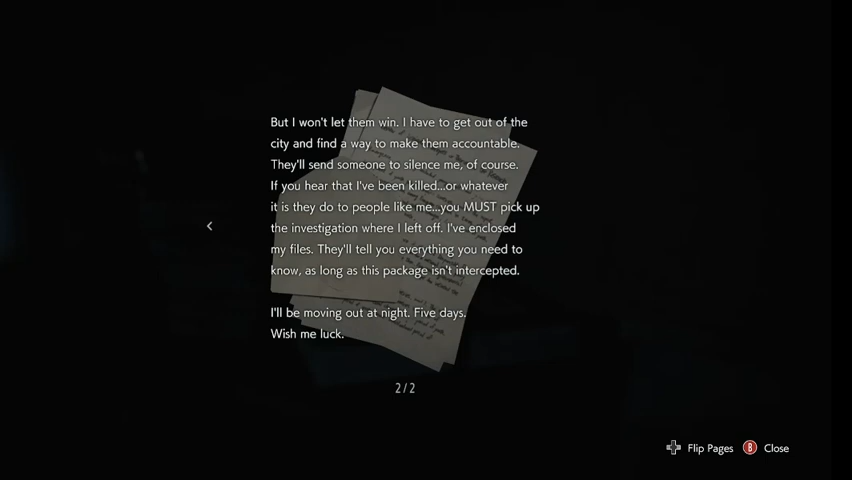 But I won't let them win. I have to get out of the
city and find a way to make them accountable.
They'll send someone to silence me, of course.
If you hear that I've been killed...or whatever
it is they do to people like me...you MUST pick up
the investigation where I left off. I've enclosed
my files. They'll tell you everything you need to
know, as long as this package isn't intercepted.
I'll be moving out at night. Five days.
Wish me luck.
2/2
Flip Pages B Close